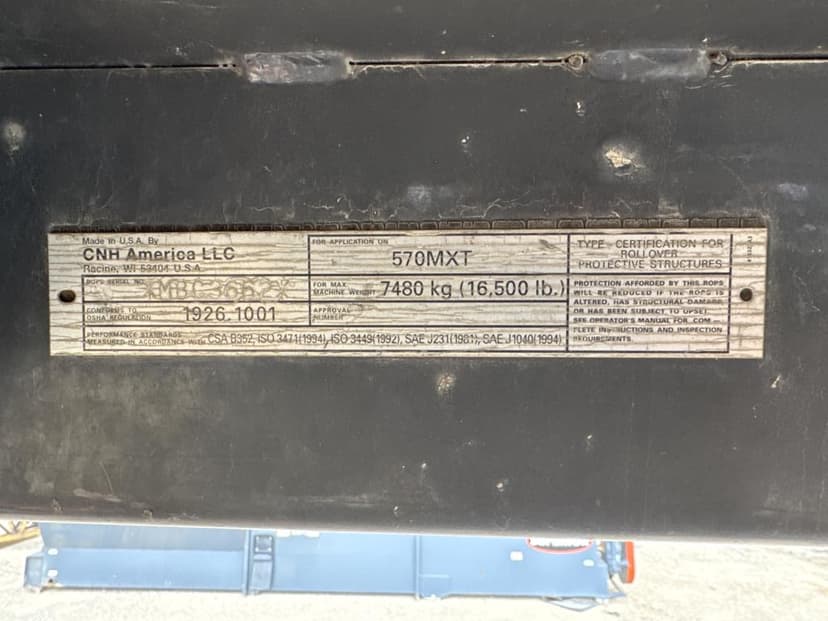 Made in U.S.A. By
CNH America LLC
Racine, WI 53404 U.S.A.
ROPS SERIAL NO.
CONFORMS TO
OSHA REGULATION
1926.1001
FOR APPLICATION ON
570MXT
FOR MAX.
MACHINE WEIGHT
7480 kg (16,500 lb.)
APPROVAL
NUMBER
PERFORMANCE STANDARDS
MEASURED IN ACCORDANCE WITH CSA B352, ISO 3471(1994), ISO 3449(1992), SAE J231(1981), SAE J1040(1994)
TYPE CERTIFICATION FOR
ROLLOVER
PROTECTIVE STRUCTURES
PROTECTION AFFORDED BY THIS ROPS
WILL BE REDUCED IF THE ROPS IS
ALTERED, HAS STRUCTURAL DAMAGE
OR HAS BEEN SUBJECT TO UPSET.
SEE OPERATOR'S MANUAL FOR COM –
PLETE INSTRUCTIONS AND INSPECTION
REQUIREMENTS.